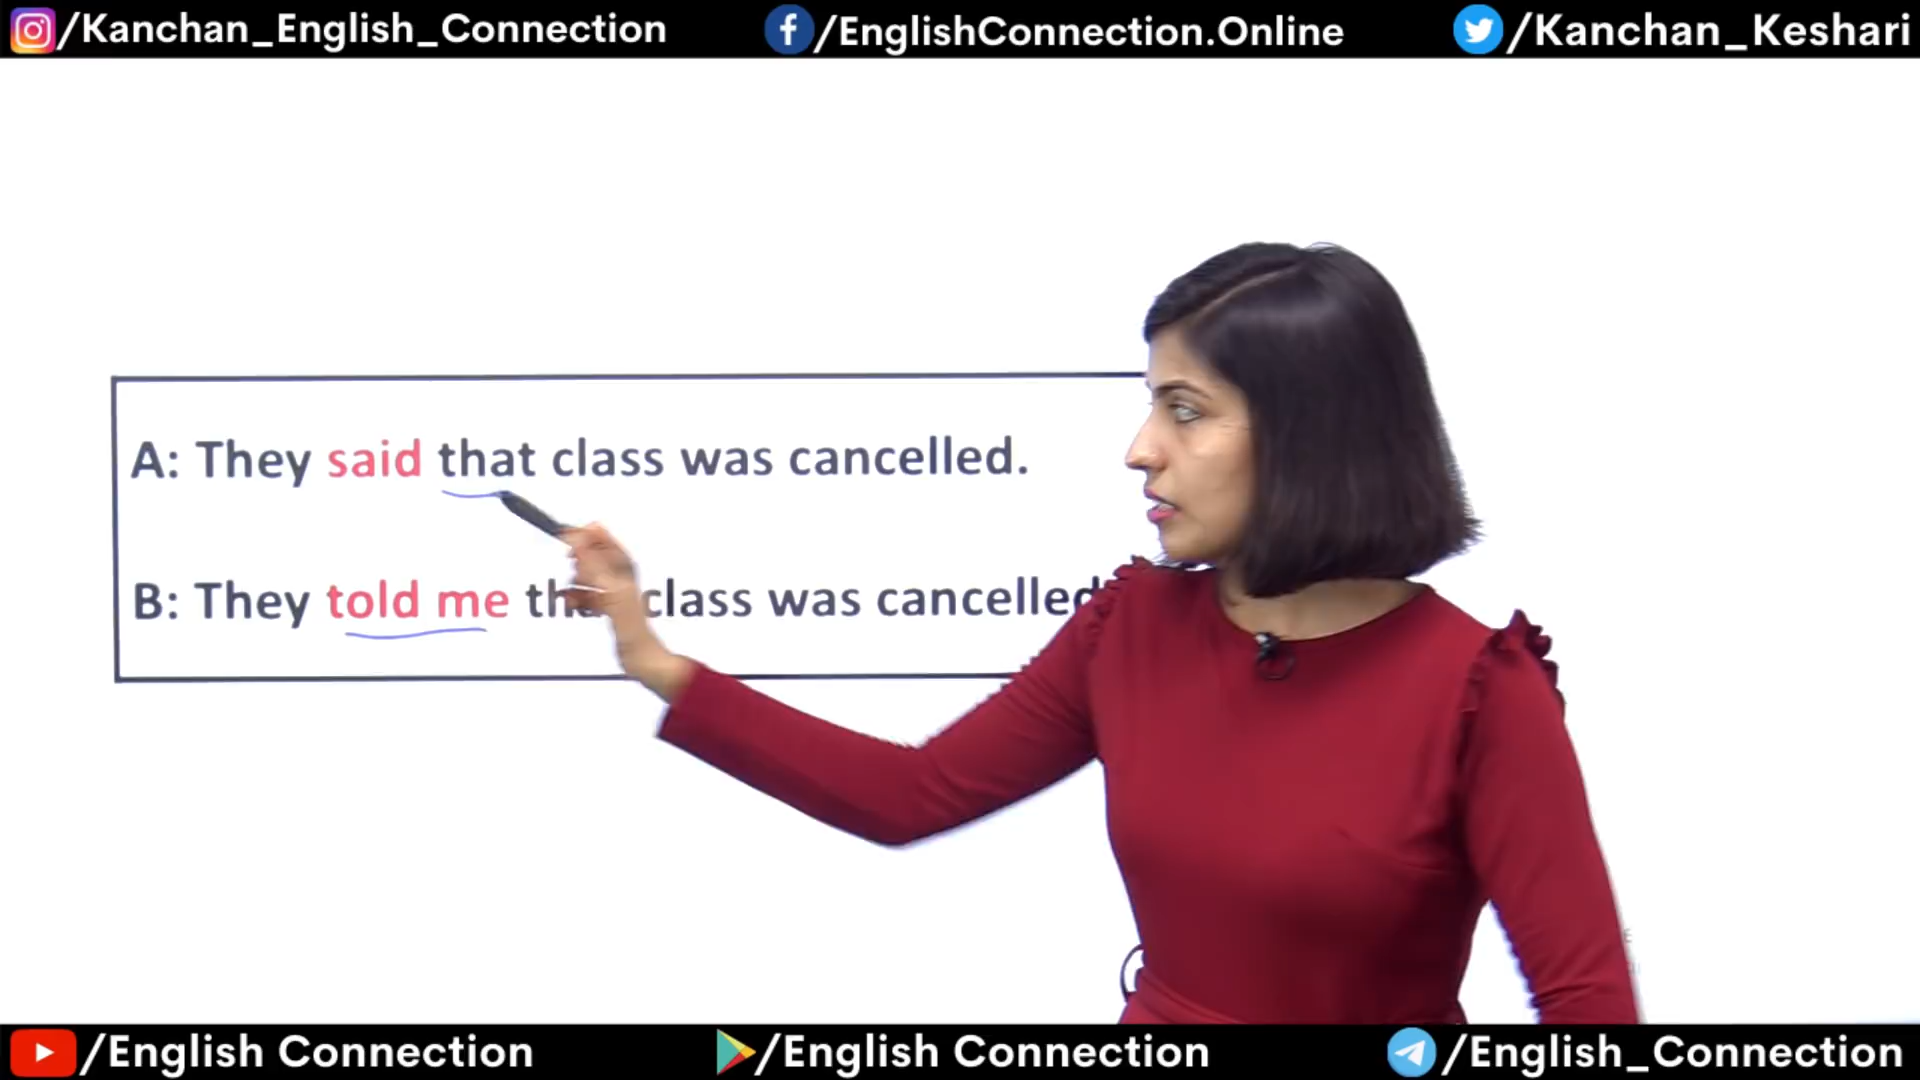 /Kanchan_English_Connection
/EnglishConnection.Online
/Kanchan_Keshari
A: They said that class was cancelled.
B: They told me class was cancelled
/English Connection
/English Connection
/English_Connection